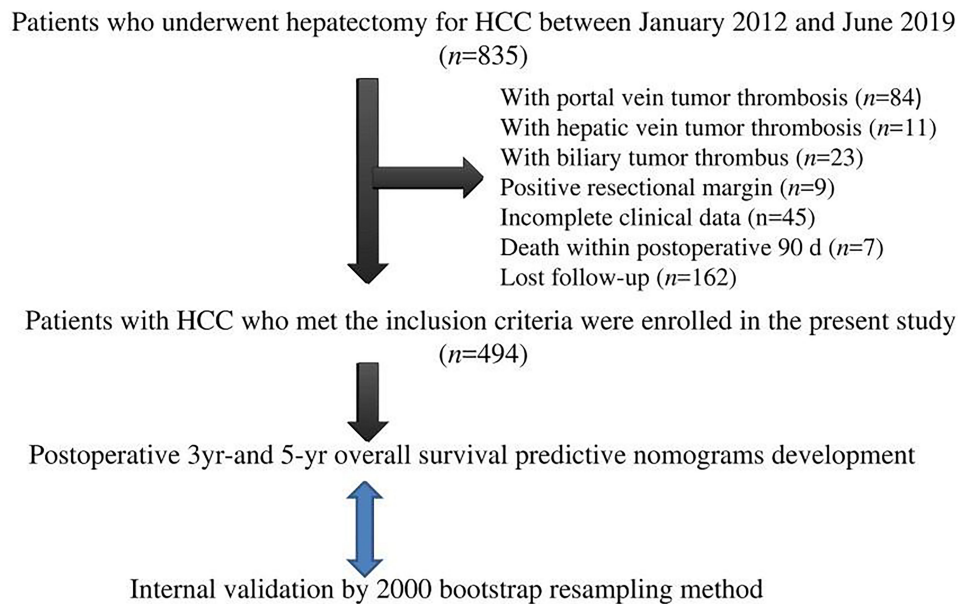 Patients who underwent hepatectomy for HCC between January 2012 and June 2019
(n=835)
With portal vein tumor thrombosis (n=84)
With hepatic vein tumor thrombosis (n=11)
With biliary tumor thrombus (n=23)
Positive resectional margin (n=9)
Incomplete clinical data (n=45)
Death within postoperative 90 d (n=7)
Lost follow-up (n=162)
Patients with HCC who met the inclusion criteria were enrolled in the present study
(n=494)
Postoperative 3yr-and 5-yr overall survival predictive nomograms development
Internal validation by 2000 bootstrap resampling method